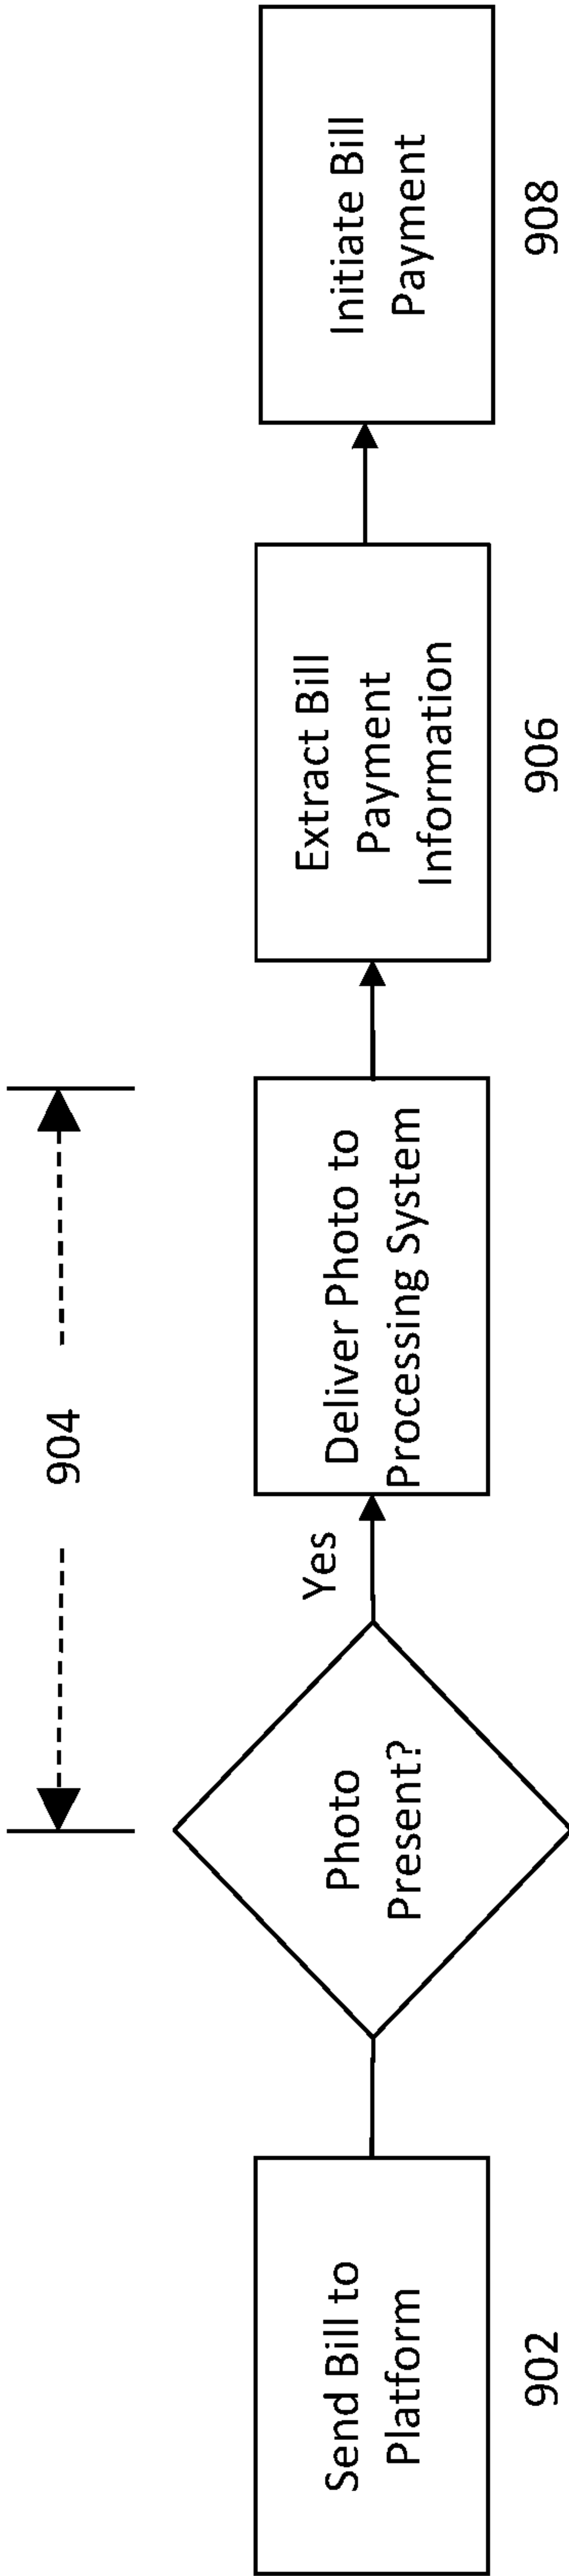 904
Send Bill to
Platform
902
Photo
Present?
Yes
Deliver Photo to
Processing System
Extract Bill
Payment
Information
906
Initiate Bill
Payment
908